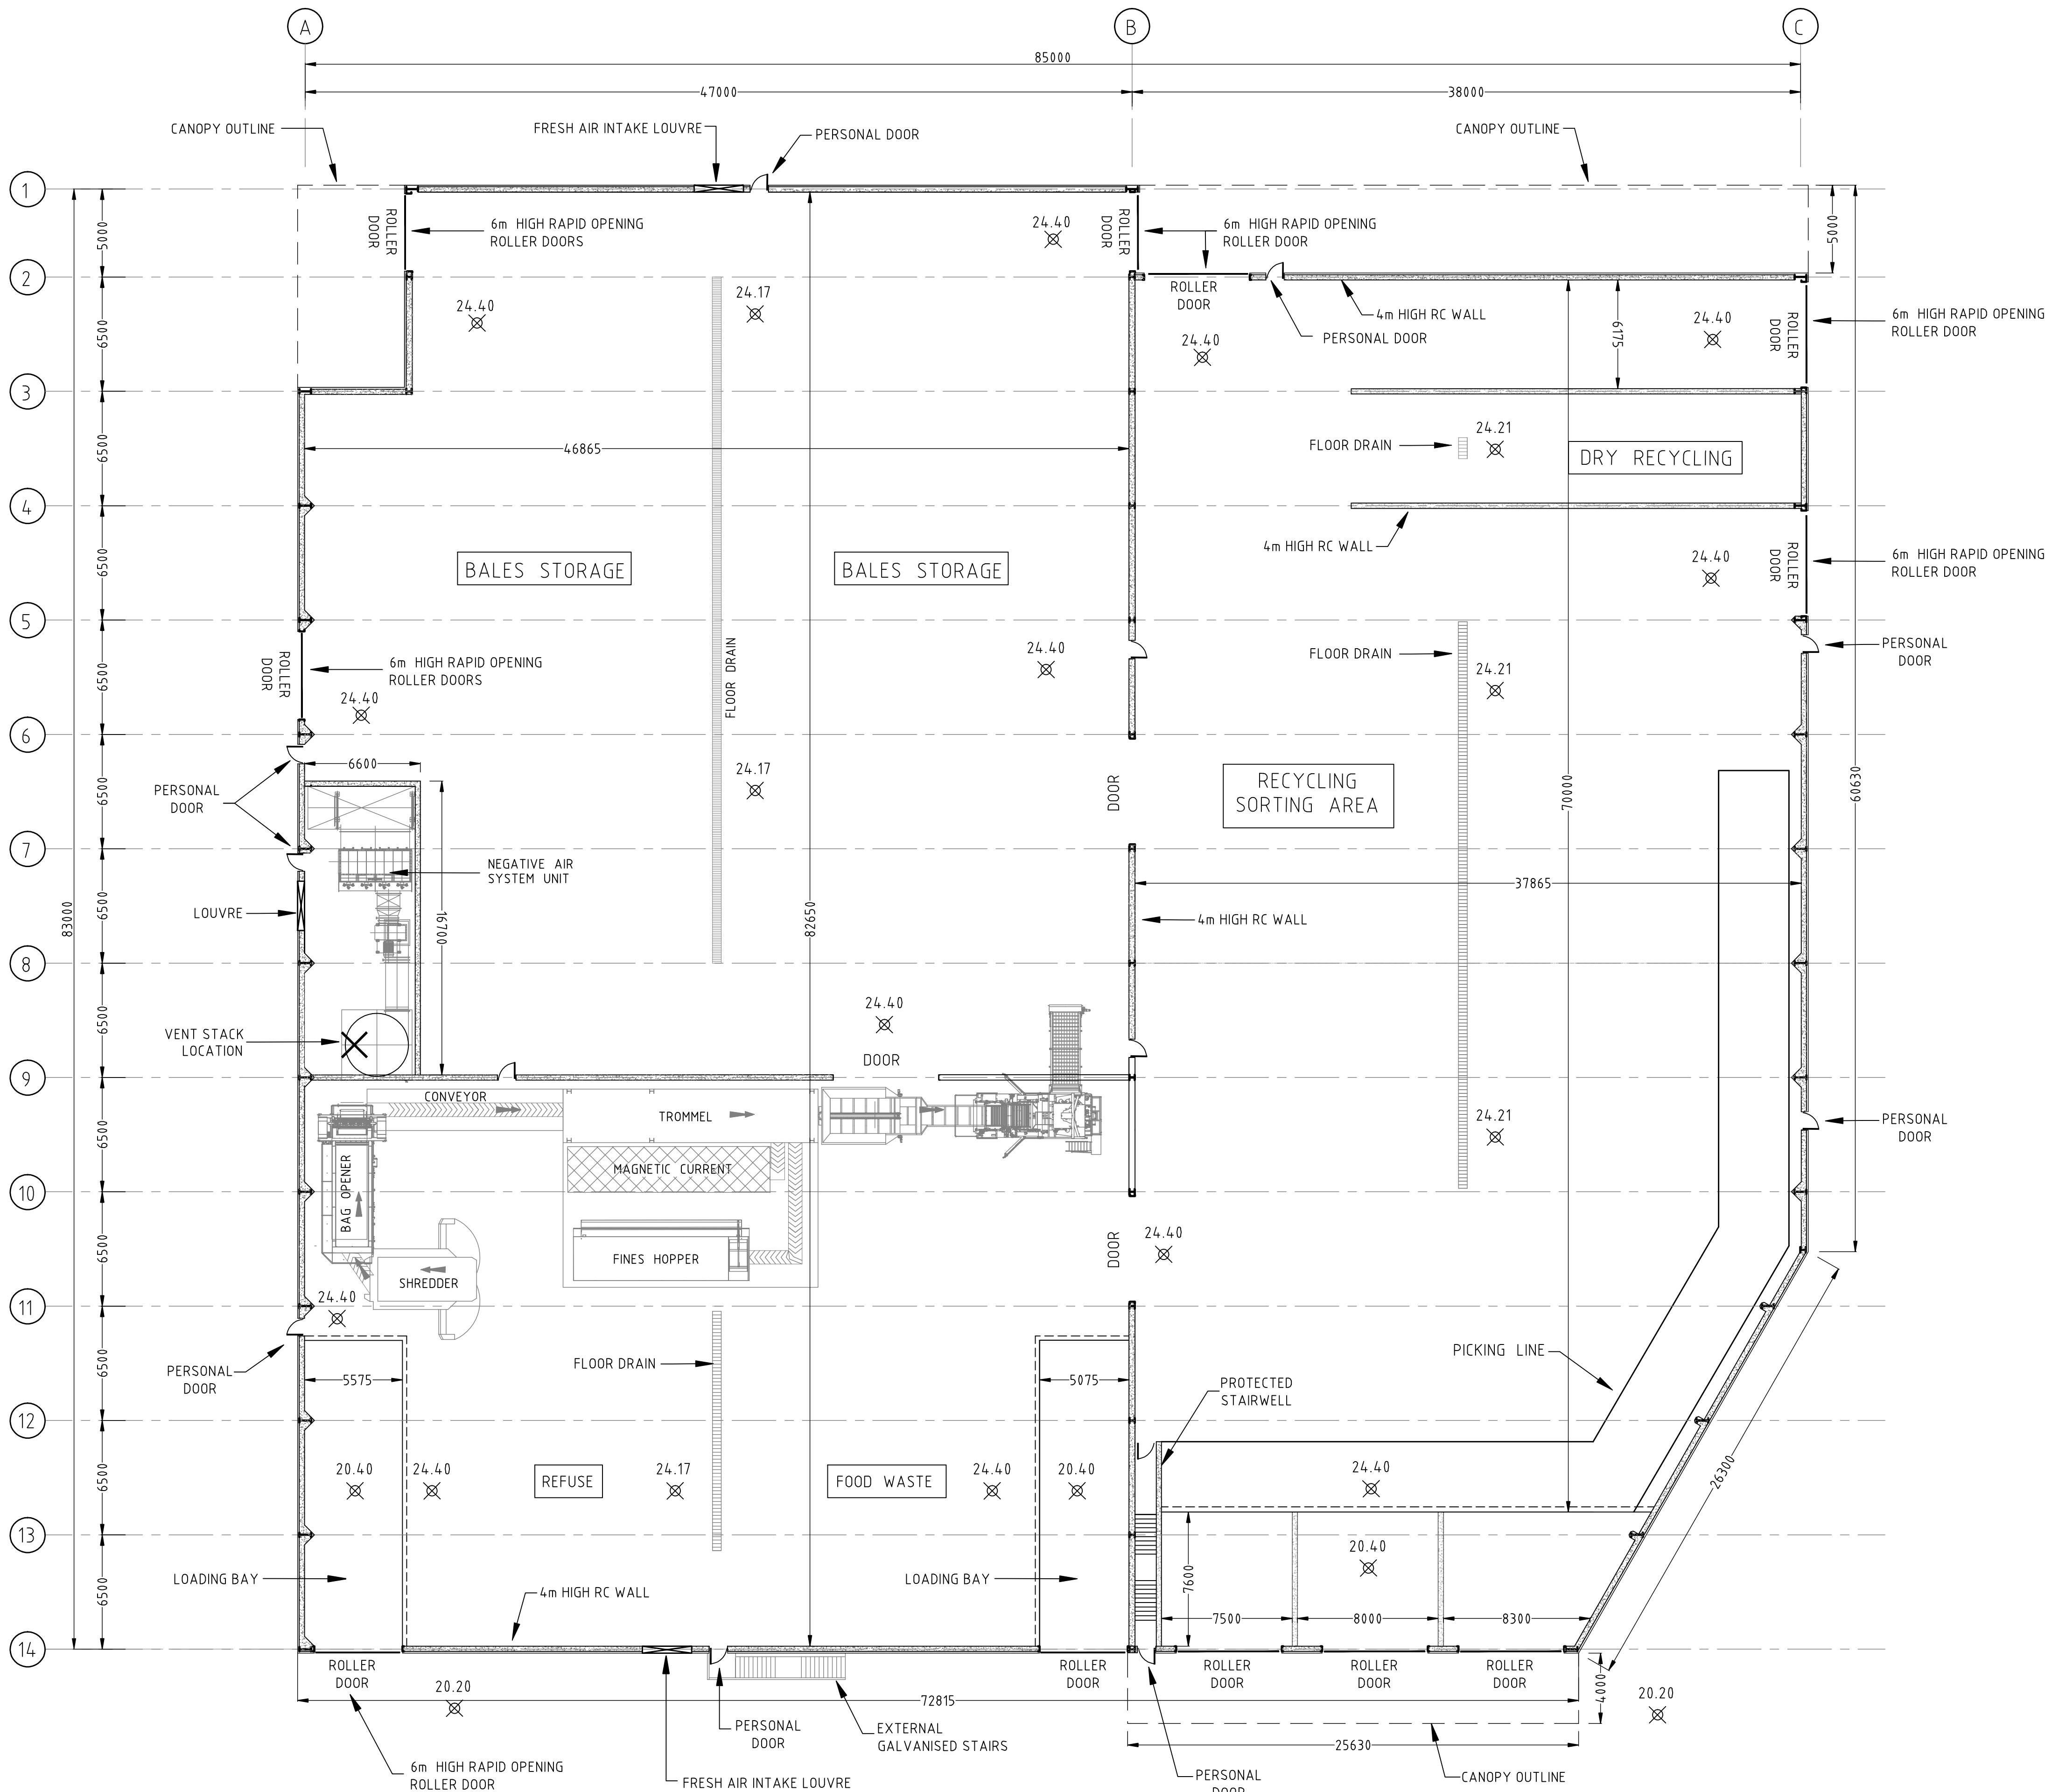 A
B
C
85000
47000
38000
CANOPY OUTLINE
FRESH AIR INTAKE LOUVRE
PERSONAL DOOR
CANOPY OUTLINE
1
5000
ROLLER
DOOR
6m HIGH RAPID OPENING
ROLLER DOORS
24.40
ROLLER
DOOR
6m HIGH RAPID OPENING
ROLLER DOOR
5000
2
24.40
24.17
ROLLER
DOOR
24.40
PERSONAL DOOR
4m HIGH RC WALL
6175
24.40
ROLLER
DOOR
6m HIGH RAPID OPENING
ROLLER DOOR
6500
3
46865
FLOOR DRAIN
24.21
DRY RECYCLING
6500
4
4m HIGH RC WALL
BALES STORAGE
BALES STORAGE
24.40
ROLLER
DOOR
6m HIGH RAPID OPENING
ROLLER DOOR
6500
5
ROLLER
DOOR
6m HIGH RAPID OPENING
ROLLER DOORS
24.40
FLOOR DRAIN
24.40
FLOOR DRAIN
24.21
PERSONAL
DOOR
6500
6
6600
PERSONAL
DOOR
24.17
DOOR
RECYCLING
SORTING AREA
70000
60630
6500
7
NEGATIVE AIR
SYSTEM UNIT
LOUVRE
16700
82650
37865
4m HIGH RC WALL
83000
6500
8
VENT STACK
LOCATION
24.40
DOOR
6500
9
CONVEYOR
TROMMEL
MAGNETIC CURRENT
BAG OPENER
24.21
PERSONAL
DOOR
6500
10
FINES HOPPER
SHREDDER
DOOR
24.40
6500
11
24.40
PERSONAL
DOOR
5575
FLOOR DRAIN
5075
PROTECTED
STAIRWELL
PICKING LINE
6500
12
20.40
24.40
REFUSE
24.17
FOOD WASTE
24.40
20.40
24.40
26300
6500
13
LOADING BAY
4m HIGH RC WALL
LOADING BAY
7600
20.40
7500
8000
8300
6500
14
ROLLER
DOOR
ROLLER
DOOR
ROLLER
DOOR
ROLLER
DOOR
ROLLER
DOOR
20.20
72815
4000
20.20
PERSONAL
DOOR
EXTERNAL
GALVANISED STAIRS
25630
6m HIGH RAPID OPENING
ROLLER DOOR
FRESH AIR INTAKE LOUVRE
PERSONAL
CANOPY OUTLINE